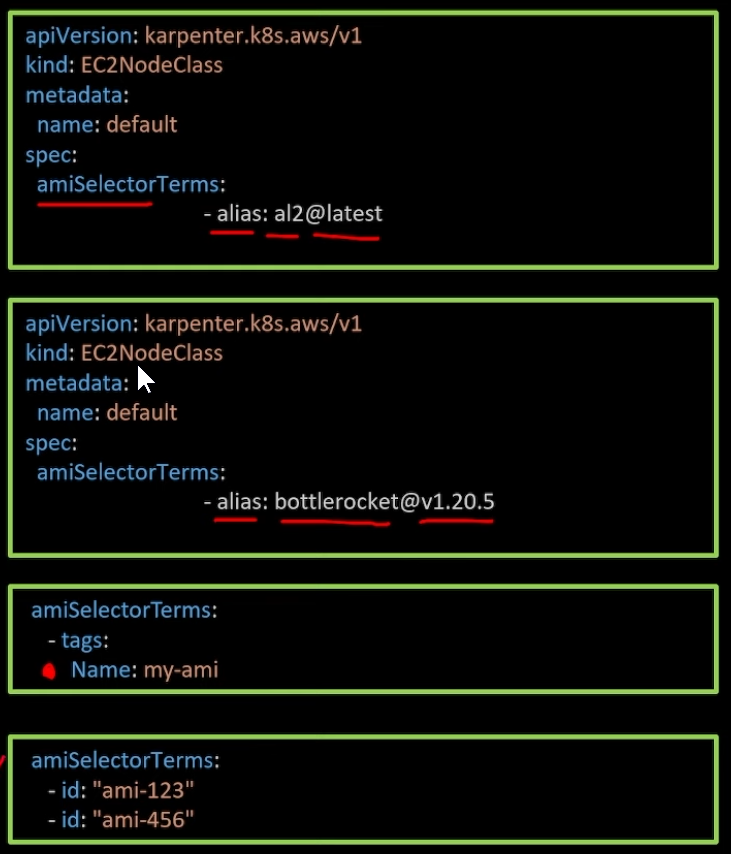 apiVersion: karpenter.k8s.aws/v1
kind: EC2NodeClass
metadata:
  name: default
spec:
  amiSelectorTerms:
                - alias: al2@latest
apiVersion: karpenter.k8s.aws/v1
kind: EC2NodeClass
metadata:
  name: default
spec:
  amiSelectorTerms:
                - alias: bottlerocket@v1.20.5
amiSelectorTerms:
  - tags:
      Name: my-ami
amiSelectorTerms:
  - id: "ami-123"
  - id: "ami-456"